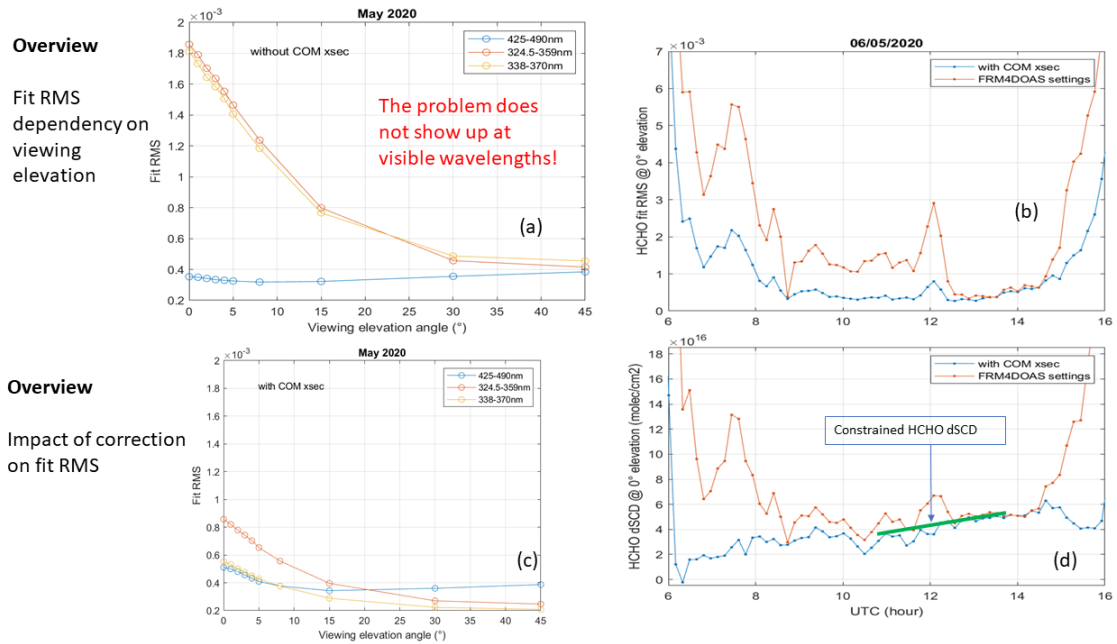 Overview
Fit RMS
dependency on
viewing
elevation
May 2020
× 10⁻³
without COM xsec
425-490nm
324.5-359nm
338-370nm
The problem does
not show up at
visible wavelengths!
(a)
Fit RMS
2
1.8
1.6
1.4
1.2
1
0.8
0.6
0.4
0.2
0 5 10 15 20 25 30 35 40 45
Viewing elevation angle (°)
06/05/2020
× 10⁻³
with COM xsec
FRM4DOAS settings
(b)
HCHO fit RMS @ 0° elevation
7
6
5
4
3
2
1
0
6 8 10 12 14 16
Overview
Impact of correction
on fit RMS
May 2020
× 10⁻³
with COM xsec
425-490nm
324.5-359nm
338-370nm
(c)
Fit RMS
2
1.8
1.6
1.4
1.2
1
0.8
0.6
0.4
0.2
0 5 10 15 20 25 30 35 40 45
Viewing elevation angle (°)
× 10¹⁶
with COM xsec
FRM4DOAS settings
Constrained HCHO dSCD
(d)
HCHO dSCD @ 0° elevation (molec/cm2)
18
16
14
12
10
8
6
4
2
0
6 8 10 12 14 16
UTC (hour)